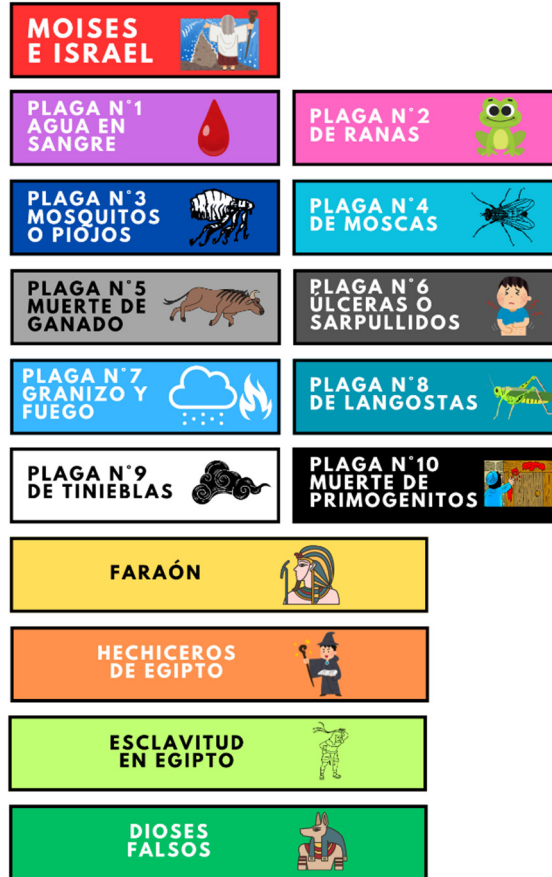 MOISES
E ISRAEL
PLAGA N°1
AGUA EN
SANGRE
PLAGA N°2
DE RANAS
PLAGA N°3
MOSQUITOS
O PIOJOS
PLAGA N°4
DE MOSCAS
PLAGA N°5
MUERTE DE
GANADO
PLAGA N°6
ÚLCERAS O
SARPULLIDOS
PLAGA N°7
GRANIZO Y
FUEGO
PLAGA N°8
DE LANGOSTAS
PLAGA N°9
DE TINIEBLAS
PLAGA N°10
MUERTE DE
PRIMOGENITOS
FARAÓN
HECHICEROS
DE EGIPTO
ESCLAVITUD
EN EGIPTO
DIOSES
FALSOS